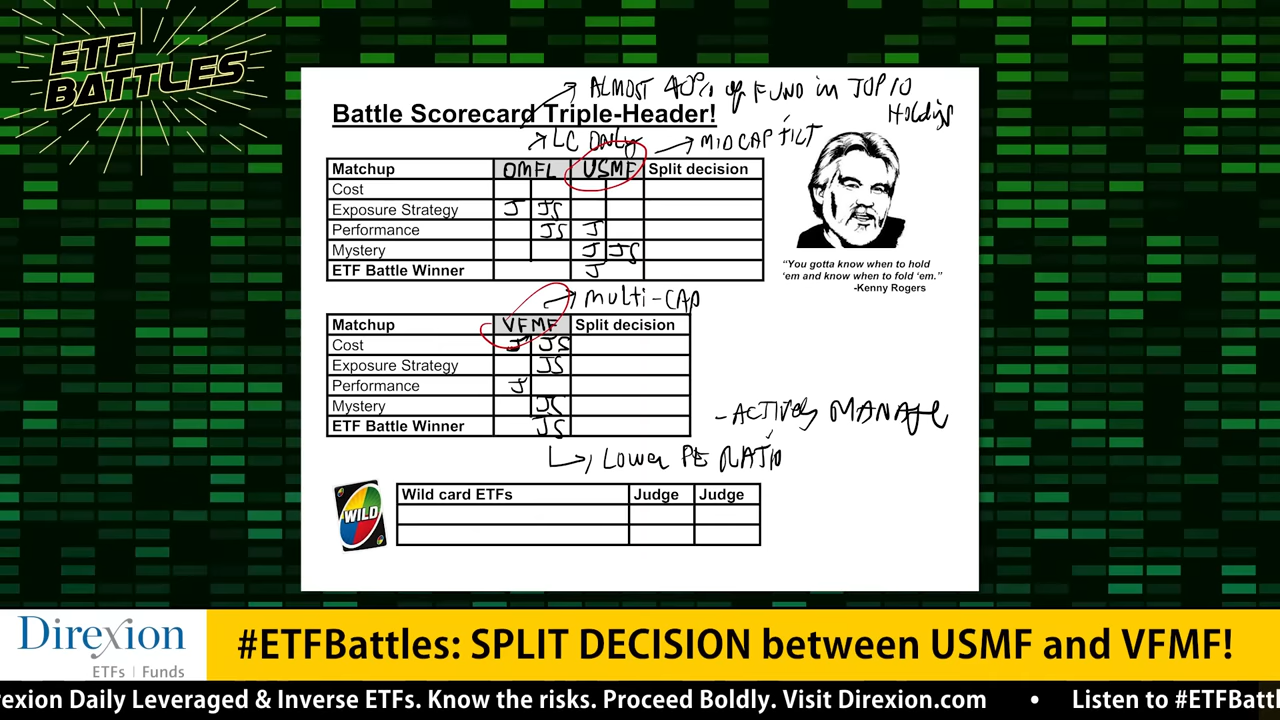 ETF
BATTLES
ALMOST 40% of FUND in TOP 10
Holdings
Battle Scorecard Triple-Header!
LC Only
MID CAP TILT
Matchup OMFL USMF Split decision
Cost
Exposure Strategy J JS
Performance JS J
Mystery J JS
ETF Battle Winner J
“You gotta know when to hold
‘em and know when to fold ‘em.”
-Kenny Rogers
Multi-CAP
Matchup VFMF Split decision
Cost J JS
Exposure Strategy JS
Performance J
Mystery JS
ETF Battle Winner JS
- ACTIVELY MANAGE
Lower PE RATIO
WILD
Wild card ETFs Judge Judge
Direxion
ETFs | Funds
#ETFBattles: SPLIT DECISION between USMF and VFMF!
rexion Daily Leveraged & Inverse ETFs. Know the risks. Proceed Boldly. Visit Direxion.com • Listen to #ETFBattl